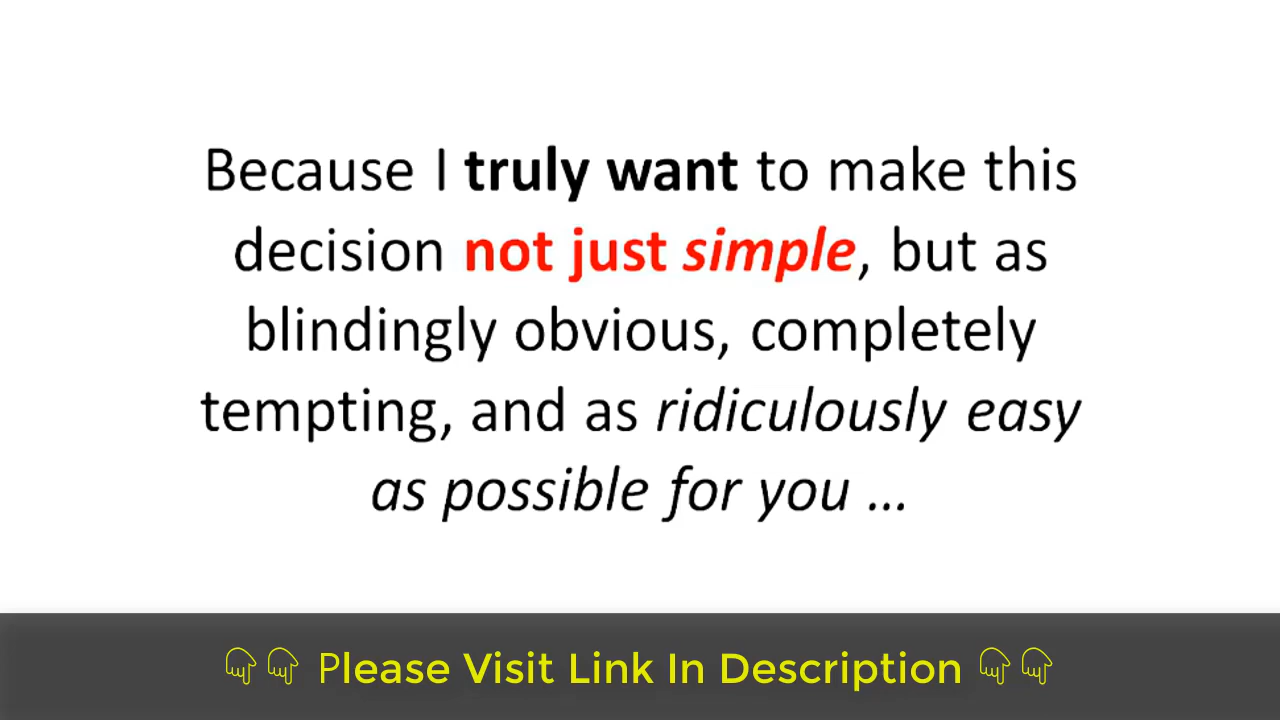 Because I truly want to make this
decision not just simple, but as
blindingly obvious, completely
tempting, and as ridiculously easy
as possible for you ...
Please Visit Link In Description